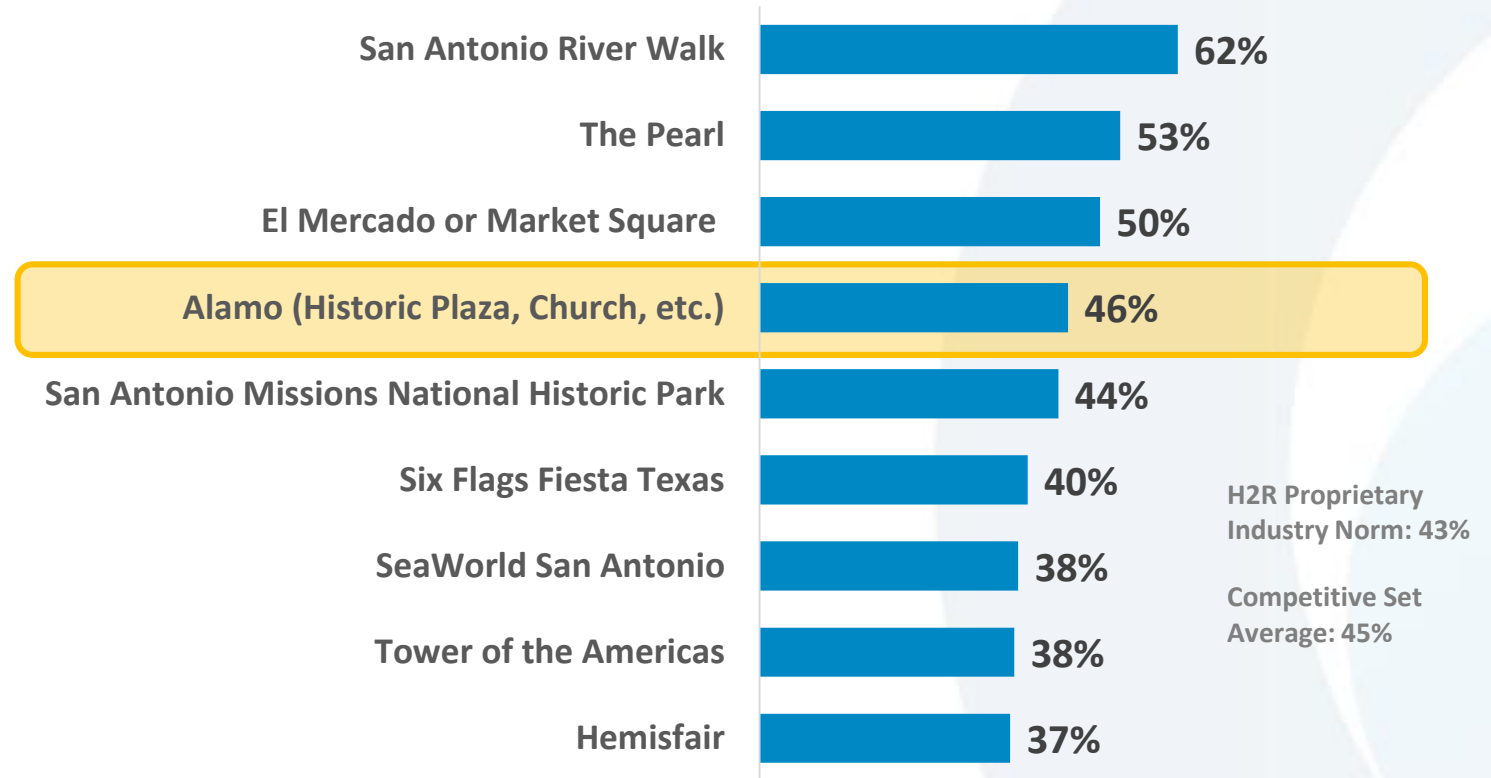 San Antonio River Walk 62%
The Pearl 53%
El Mercado or Market Square 50%
Alamo (Historic Plaza, Church, etc.) 46%
San Antonio Missions National Historic Park 44%
Six Flags Fiesta Texas 40%
SeaWorld San Antonio 38%
Tower of the Americas 38%
Hemisfair 37%
H2R Proprietary
Industry Norm: 43%
Competitive Set
Average: 45%